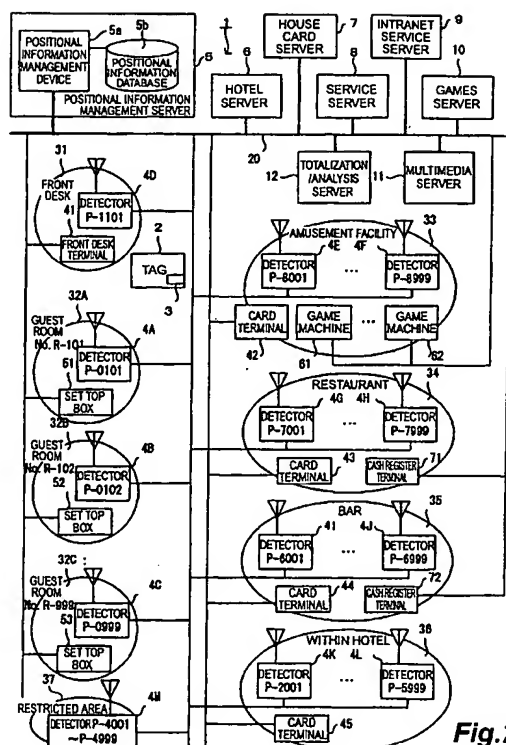 5a
5b
1
HOUSE
CARD
SERVER
7
INTRANET
SERVICE
SERVER
9
POSITIONAL
INFORMATION
MANAGEMENT
DEVICE
POSITIONAL
INFORMATION
DATABASE
5
POSITIONAL INFORMATION
MANAGEMENT SERVER
6
HOTEL
SERVER
8
SERVICE
SERVER
10
GAMES
SERVER
20
12
TOTALIZATION
/ANALYSIS
SERVER
11
MULTIMEDIA
SERVER
31
FRONT
DESK
4D
DETECTOR
P-1101
41
FRONT DESK
TERMINAL
2
TAG
3
AMUSEMENT FACILITY
33
4E
4F
DETECTOR
P-8001
...
DETECTOR
P-8999
CARD
TERMINAL
42
GAME
MACHINE
61
...
GAME
MACHINE
62
32A
GUEST
ROOM
No. R-101
4A
DETECTOR
P-0101
51
SET TOP
BOX
RESTAURANT
34
4G
4H
DETECTOR
P-7001
...
DETECTOR
P-7999
43
CARD
TERMINAL
71
CASH REGISTER
TERMINAL
32B
GUEST
ROOM
No. R-102
4B
DETECTOR
P-0102
52
SET TOP
BOX
BAR
35
4I
4J
DETECTOR
P-6001
...
DETECTOR
P-6999
44
CARD
TERMINAL
72
CASH REGISTER
TERMINAL
32C
GUEST
ROOM
No. R-999
4C
DETECTOR
P-0999
53
SET TOP
BOX
WITHIN HOTEL
36
4K
4L
DETECTOR
P-2001
...
DETECTOR
P-5999
CARD
TERMINAL
45
37
RESTRICTED AREA
4M
DETECTOR P-4001
~P-4999